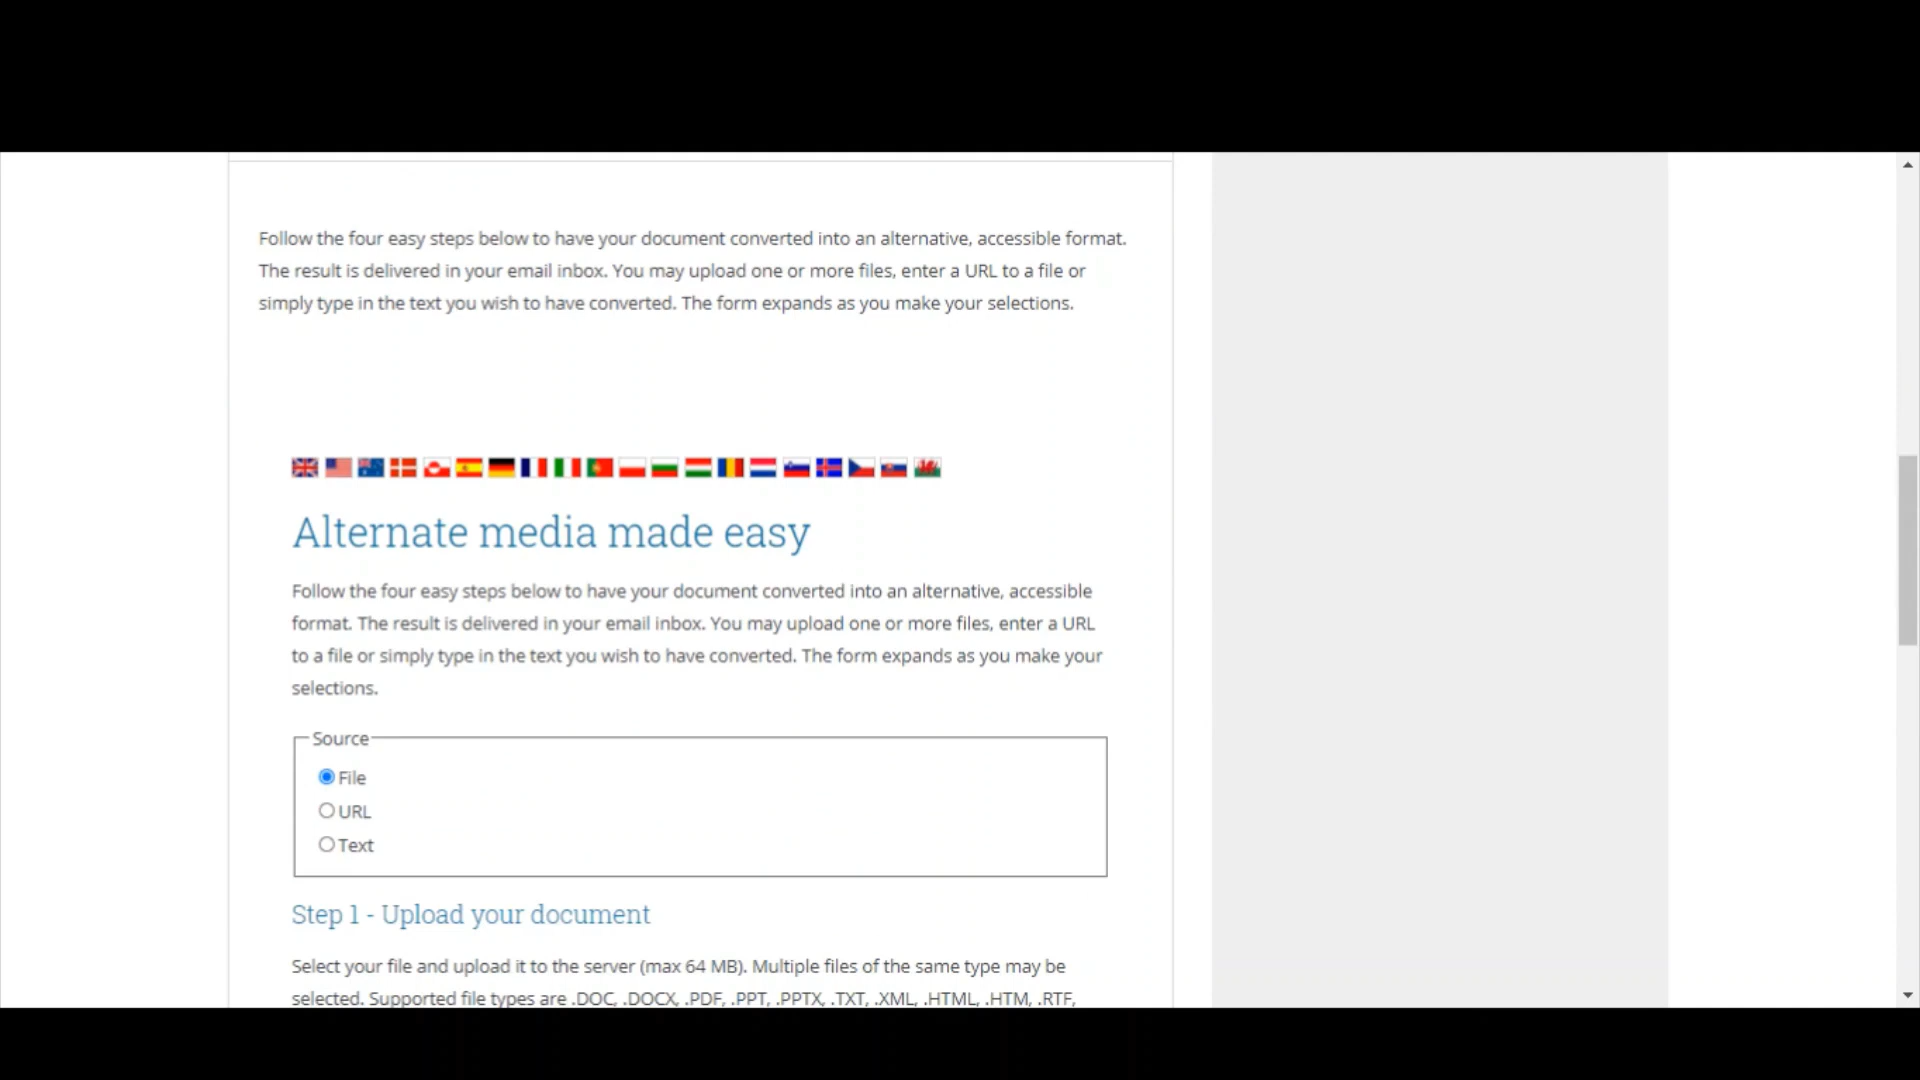 Follow the four easy steps below to have your document converted into an alternative, accessible format.
The result is delivered in your email inbox. You may upload one or more files, enter a URL to a file or
simply type in the text you wish to have converted. The form expands as you make your selections.
Alternate media made easy
Follow the four easy steps below to have your document converted into an alternative, accessible
format. The result is delivered in your email inbox. You may upload one or more files, enter a URL
to a file or simply type in the text you wish to have converted. The form expands as you make your
selections.
Source
File
URL
Text
Step 1 - Upload your document
Select your file and upload it to the server (max 64 MB). Multiple files of the same type may be
selected. Supported file types are .DOC, .DOCX, .PDF, .PPT, .PPTX, .TXT, .XML, .HTML, .HTM, .RTF,